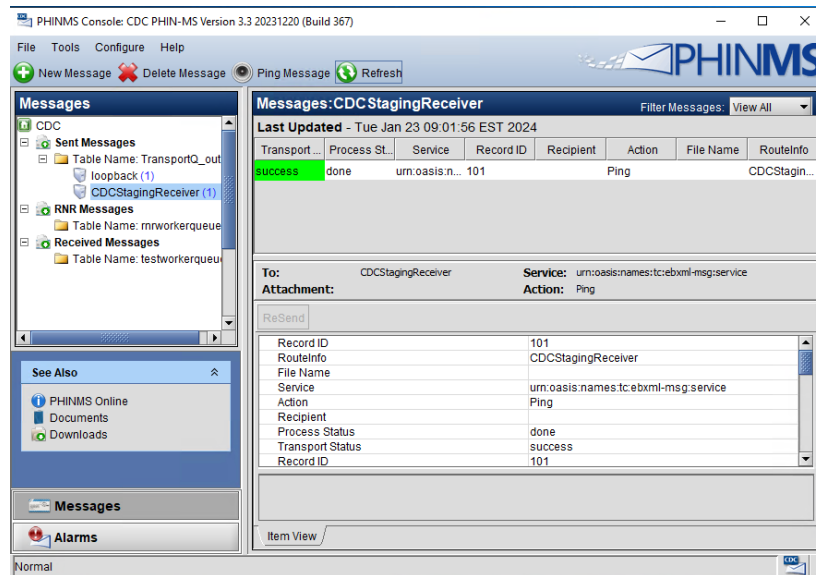 PHINMS Console: CDC PHIN-MS Version 3.3 20231220 (Build 367)
File Tools Configure Help
New Message Delete Message Ping Message Refresh
PHINMS
Messages
CDC
Sent Messages
Table Name: TransportQ_out
loopback (1)
CDCStagingReceiver (1)
RNR Messages
Table Name: rnrworkerqueue
Received Messages
Table Name: testworkerqueu
See Also
PHINMS Online
Documents
Downloads
Messages
Alarms
Messages:CDCStagingReceiver
Filter Messages: View All
Last Updated - Tue Jan 23 09:01:56 EST 2024
Transport ... Process St... Service Record ID Recipient Action File Name RouteInfo
success done urn:oasis:n... 101 Ping CDCStagin...
To: CDCStagingReceiver Service: urn:oasis:names:tc:ebxml-msg:service
Attachment: Action: Ping
ReSend
Record ID 101
RouteInfo CDCStagingReceiver
File Name
Service urn:oasis:names:tc:ebxml-msg:service
Action Ping
Recipient
Process Status done
Transport Status success
Record ID 101
Item View
Normal
CDC